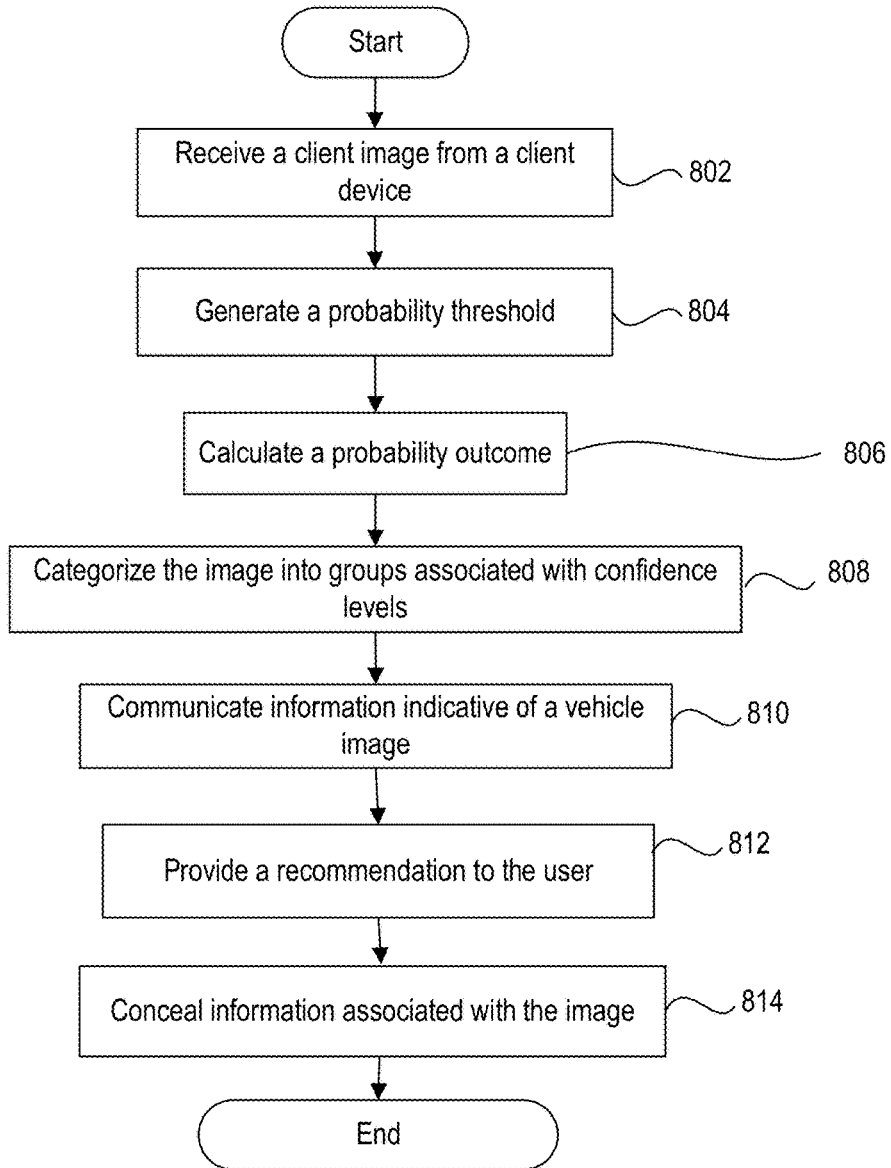 Start
Receive a client image from a client
device
802
Generate a probability threshold
804
Calculate a probability outcome
806
Categorize the image into groups associated with confidence
levels
808
Communicate information indicative of a vehicle
image
810
Provide a recommendation to the user
812
Conceal information associated with the image
814
End